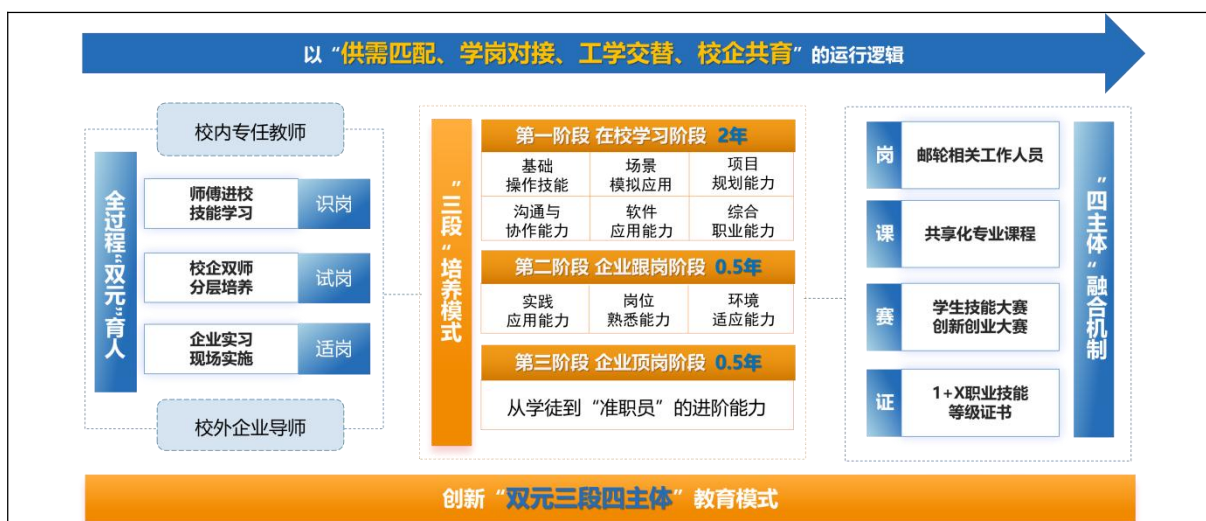 以“供需匹配、学岗对接、工学交替、校企共育”的运行逻辑
校内专任教师
全过程“双元”育人
师傅进校
技能学习
识岗
校企双师
分层培养
试岗
企业实习
现场实施
适岗
校外企业导师
“三段“培养模式
第一阶段 在校学习阶段 2年
基础
操作技能
场景
模拟应用
项目
规划能力
沟通与
协作能力
软件
应用能力
综合
职业能力
第二阶段 企业跟岗阶段 0.5年
实践
应用能力
岗位
熟悉能力
环境
适应能力
第三阶段 企业顶岗阶段 0.5年
从学徒到“准职员”的进阶能力
岗
邮轮相关工作人员
课
共享化专业课程
赛
学生技能大赛
创新创业大赛
证
1+X职业技能
等级证书
“四主体”融合机制
创新“双元三段四主体”教育模式